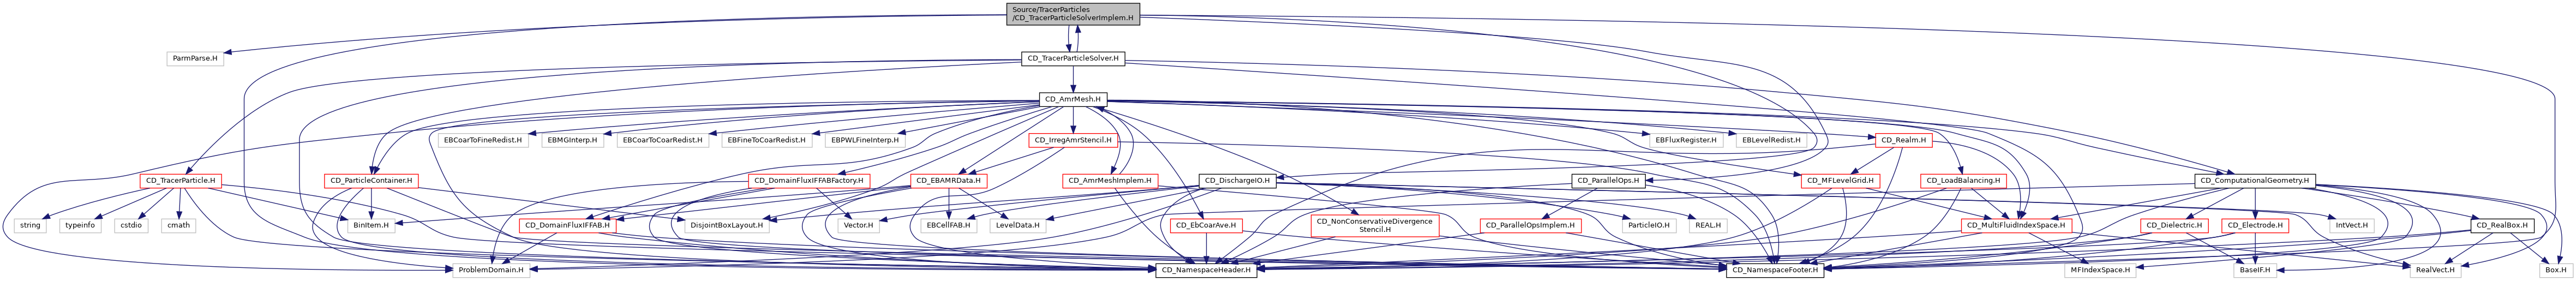 Source/TracerParticles
/CD_TracerParticleSolverImplem.H
ParmParse.H
CD_TracerParticleSolver.H
CD_AmrMesh.H
EBCoarToFineRedist.H
EBMGInterp.H
EBCoarToCoarRedist.H
EBFineToCoarRedist.H
EBPWLFineInterp.H
CD_IrregAmrStencil.H
EBFluxRegister.H
EBLevelRedist.H
CD_Realm.H
CD_TracerParticle.H
CD_ParticleContainer.H
CD_DomainFluxIFFABFactory.H
CD_EBAMRData.H
CD_AmrMeshImplem.H
CD_DischargeIO.H
CD_ParallelOps.H
CD_MFLevelGrid.H
CD_LoadBalancing.H
CD_ComputationalGeometry.H
string
typeinfo
cstdio
cmath
BinItem.H
CD_DomainFluxIFFAB.H
DisjointBoxLayout.H
Vector.H
EBCellFAB.H
LevelData.H
CD_EbCoarAve.H
CD_NonConservativeDivergence
Stencil.H
CD_ParallelOpsImplem.H
ParticleIO.H
REAL.H
CD_MultiFluidIndexSpace.H
CD_Dielectric.H
CD_Electrode.H
IntVect.H
CD_RealBox.H
ProblemDomain.H
CD_NamespaceHeader.H
CD_NamespaceFooter.H
MFIndexSpace.H
BaseIF.H
RealVect.H
Box.H